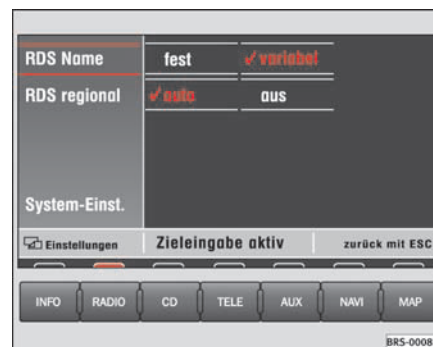 RDS Name fest ✓variabel
RDS regional ✓auto aus
System-Einst.
Einstellungen Zieleingabe aktiv zurück mit ESC
INFO RADIO CD TELE AUX NAVI MAP
BRS-0008